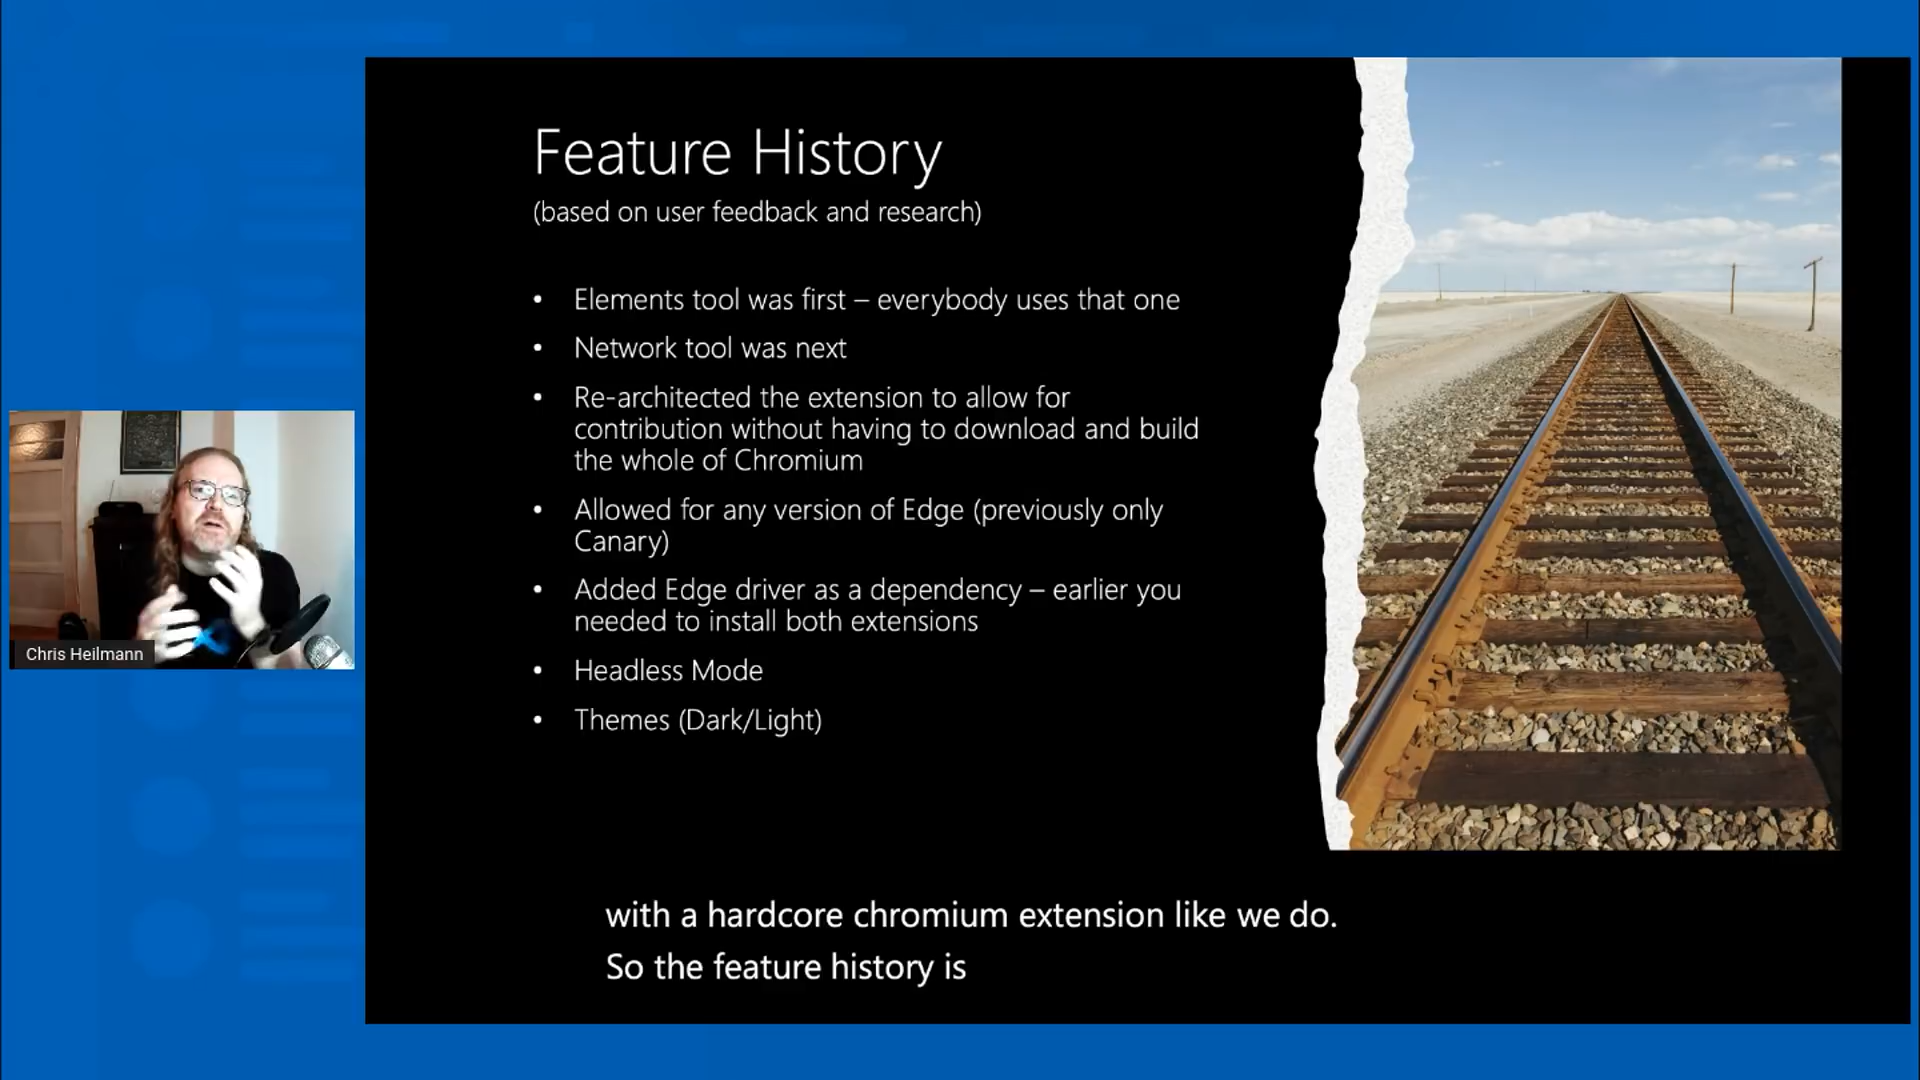 Feature History
(based on user feedback and research)
• Elements tool was first – everybody uses that one
• Network tool was next
• Re-architected the extension to allow for
contribution without having to download and build
the whole of Chromium
• Allowed for any version of Edge (previously only
Canary)
• Added Edge driver as a dependency – earlier you
needed to install both extensions
• Headless Mode
• Themes (Dark/Light)
Chris Heilmann
with a hardcore chromium extension like we do.
So the feature history is